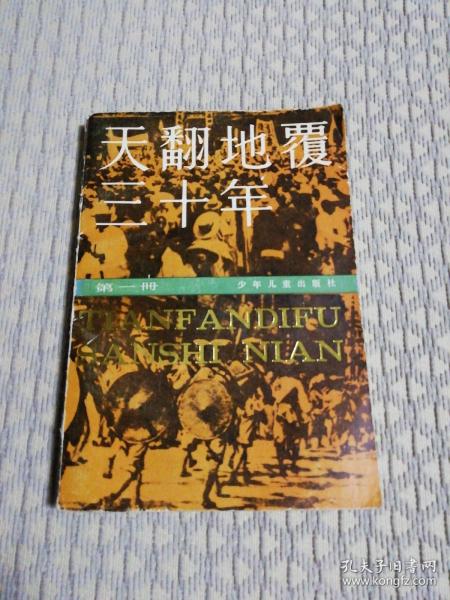 天翻地覆
三十年
第一册 少年儿童出版社
TIANFANDIFU
SANSHI NIAN
孔夫子旧书网
www.kongfz.com